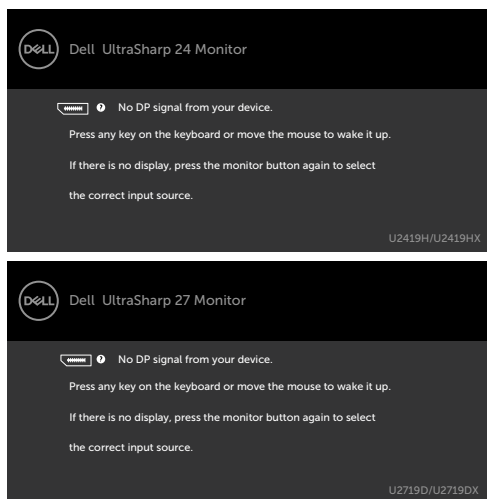 DELL Dell UltraSharp 24 Monitor
? No DP signal from your device.
Press any key on the keyboard or move the mouse to wake it up.
If there is no display, press the monitor button again to select
the correct input source.
U2419H/U2419HX
DELL Dell UltraSharp 27 Monitor
? No DP signal from your device.
Press any key on the keyboard or move the mouse to wake it up.
If there is no display, press the monitor button again to select
the correct input source.
U2719D/U2719DX